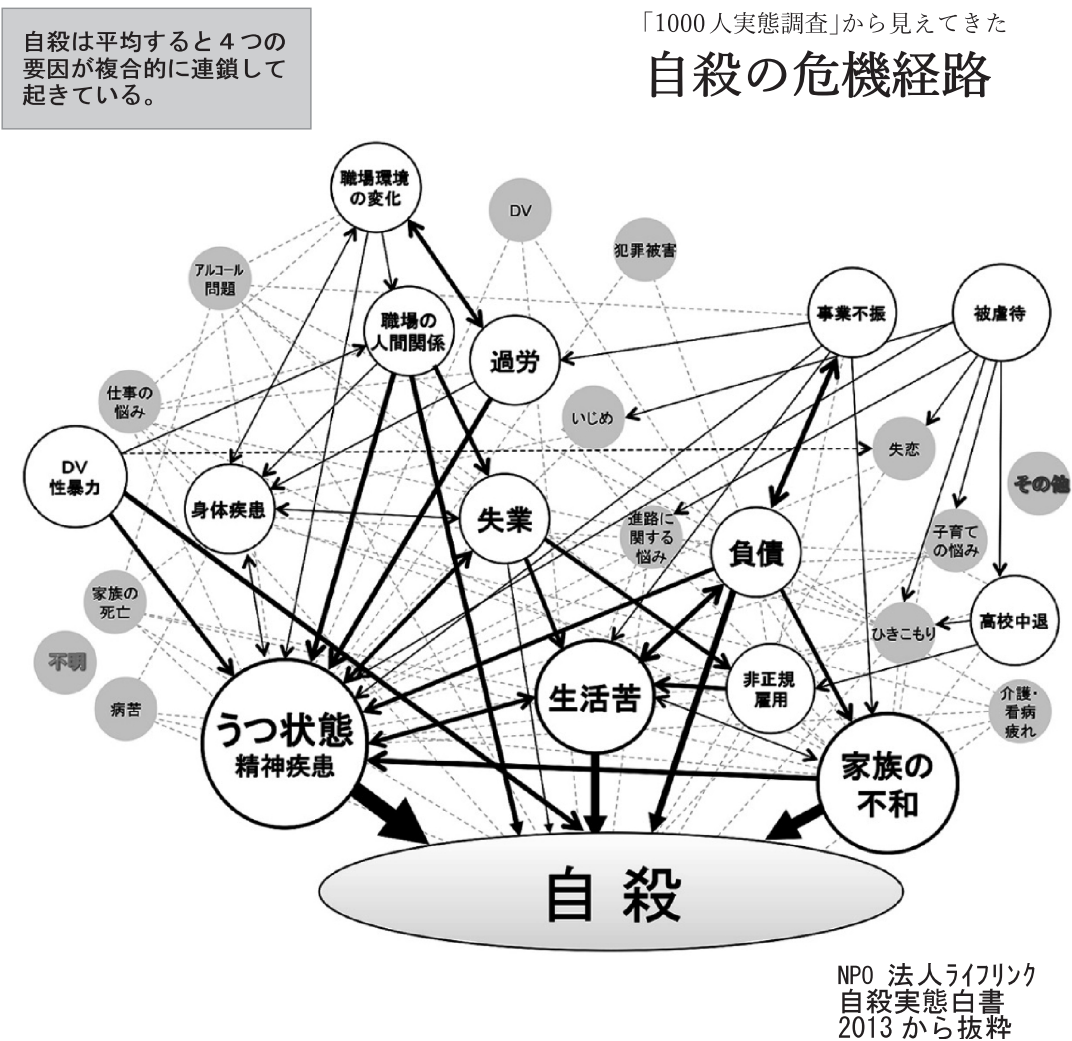 自殺は平均すると４つの
要因が複合的に連鎖して
起きている。
「1000人実態調査」から見えてきた
自殺の危機経路
職場環境
の変化
DV
犯罪被害
アルコール
問題
職場の
人間関係
過労
事業不振
被虐待
仕事の
悩み
いじめ
失恋
DV
性暴力
その他
身体疾患
失業
進路に
関する
悩み
負債
子育て
の悩み
家族の
死亡
ひきこもり
高校中退
不明
病苦
うつ状態
精神疾患
生活苦
非正規
雇用
介護・
看病
疲れ
家族の
不和
自殺
NPO 法人ライフリンク
自殺実態白書
2013 から抜粋